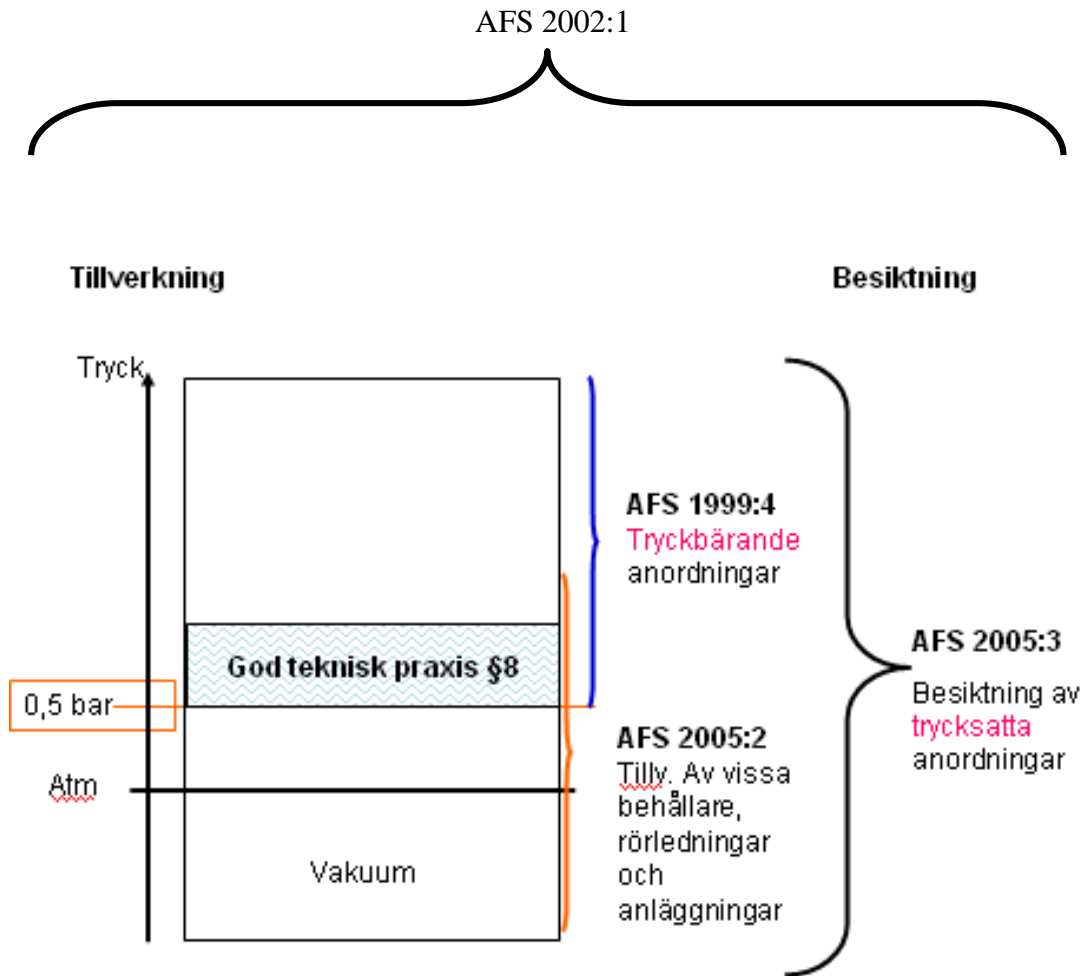 AFS 2002:1
Tillverkning
Besiktning
Tryck
AFS 1999:4
Tryckbärande
anordningar
God teknisk praxis §8
0,5 bar
AFS 2005:3
Besiktning av
trycksatta
anordningar
AFS 2005:2
Tillv. Av vissa
behållare,
rörledningar
och
anläggningar
Atm
Vakuum